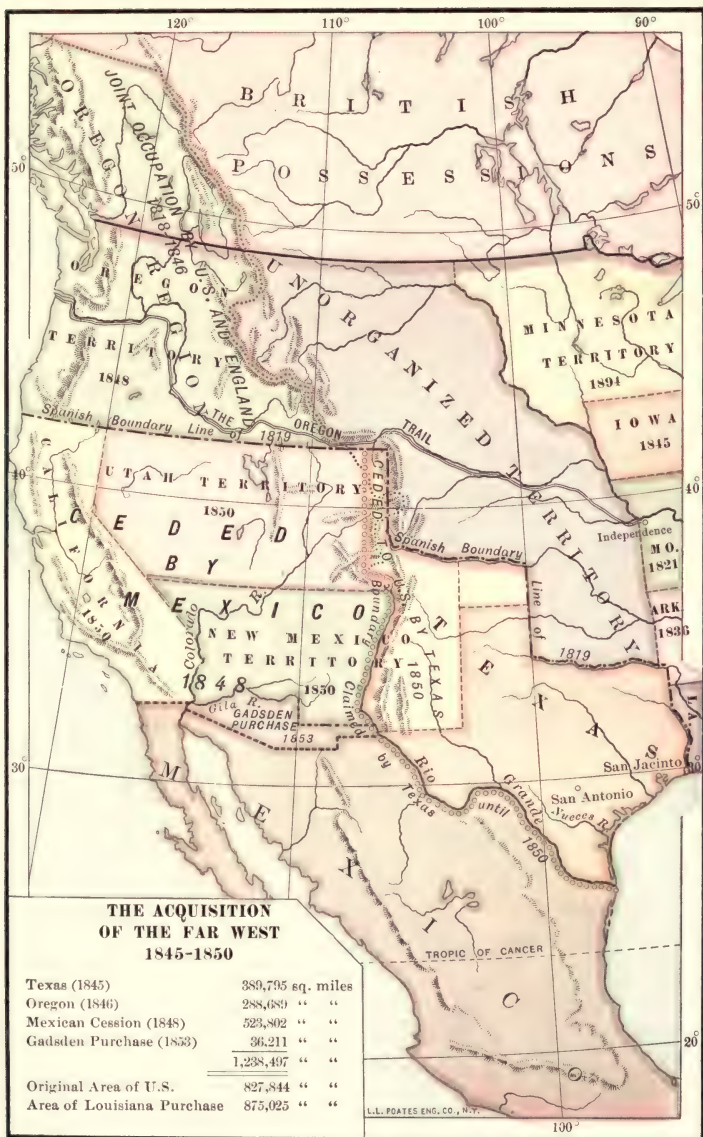 120°
110°
100°
90°
BRITISH
POSSESSIONS
OREGON
JOINT OCCUPATION BY U.S. AND ENGLAND
1818-1846
50°
50°
OREGON
TERRITORY
1848
REGION
UNORGANIZED TERRITORY
MINNESOTA
TERRITORY
1894
IOWA
1845
THE OREGON TRAIL
Spanish Boundary Line of 1819
40°
40°
CALIFORNIA
1850
UTAH TERRITORY
1850
CEDED
BY
MEXICO
1848
CEDED TO U.S. BY TEXAS
1850
Spanish Boundary
Line of 1819
Independence
MO.
1821
ARK.
1836
LA.
Colorado R.
NEW MEXICO
TERRITORY
1850
Boundary Claimed by Texas until 1850
TEXAS
Gila R.
GADSDEN
PURCHASE
1853
30°
30°
Rio Grande
San Jacinto
San Antonio
Nueces R.
MEXICO
TROPIC OF CANCER
20°
100°
THE ACQUISITION
OF THE FAR WEST
1845-1850
Texas (1845) 389,795 sq. miles
Oregon (1846) 288,689 “ “
Mexican Cession (1848) 523,802 “ “
Gadsden Purchase (1853) 36.211 “ “
1,238,497 “ “
Original Area of U.S. 827,844 “ “
Area of Louisiana Purchase 875,025 “ “
L.L. POATES ENG. CO., N.Y.